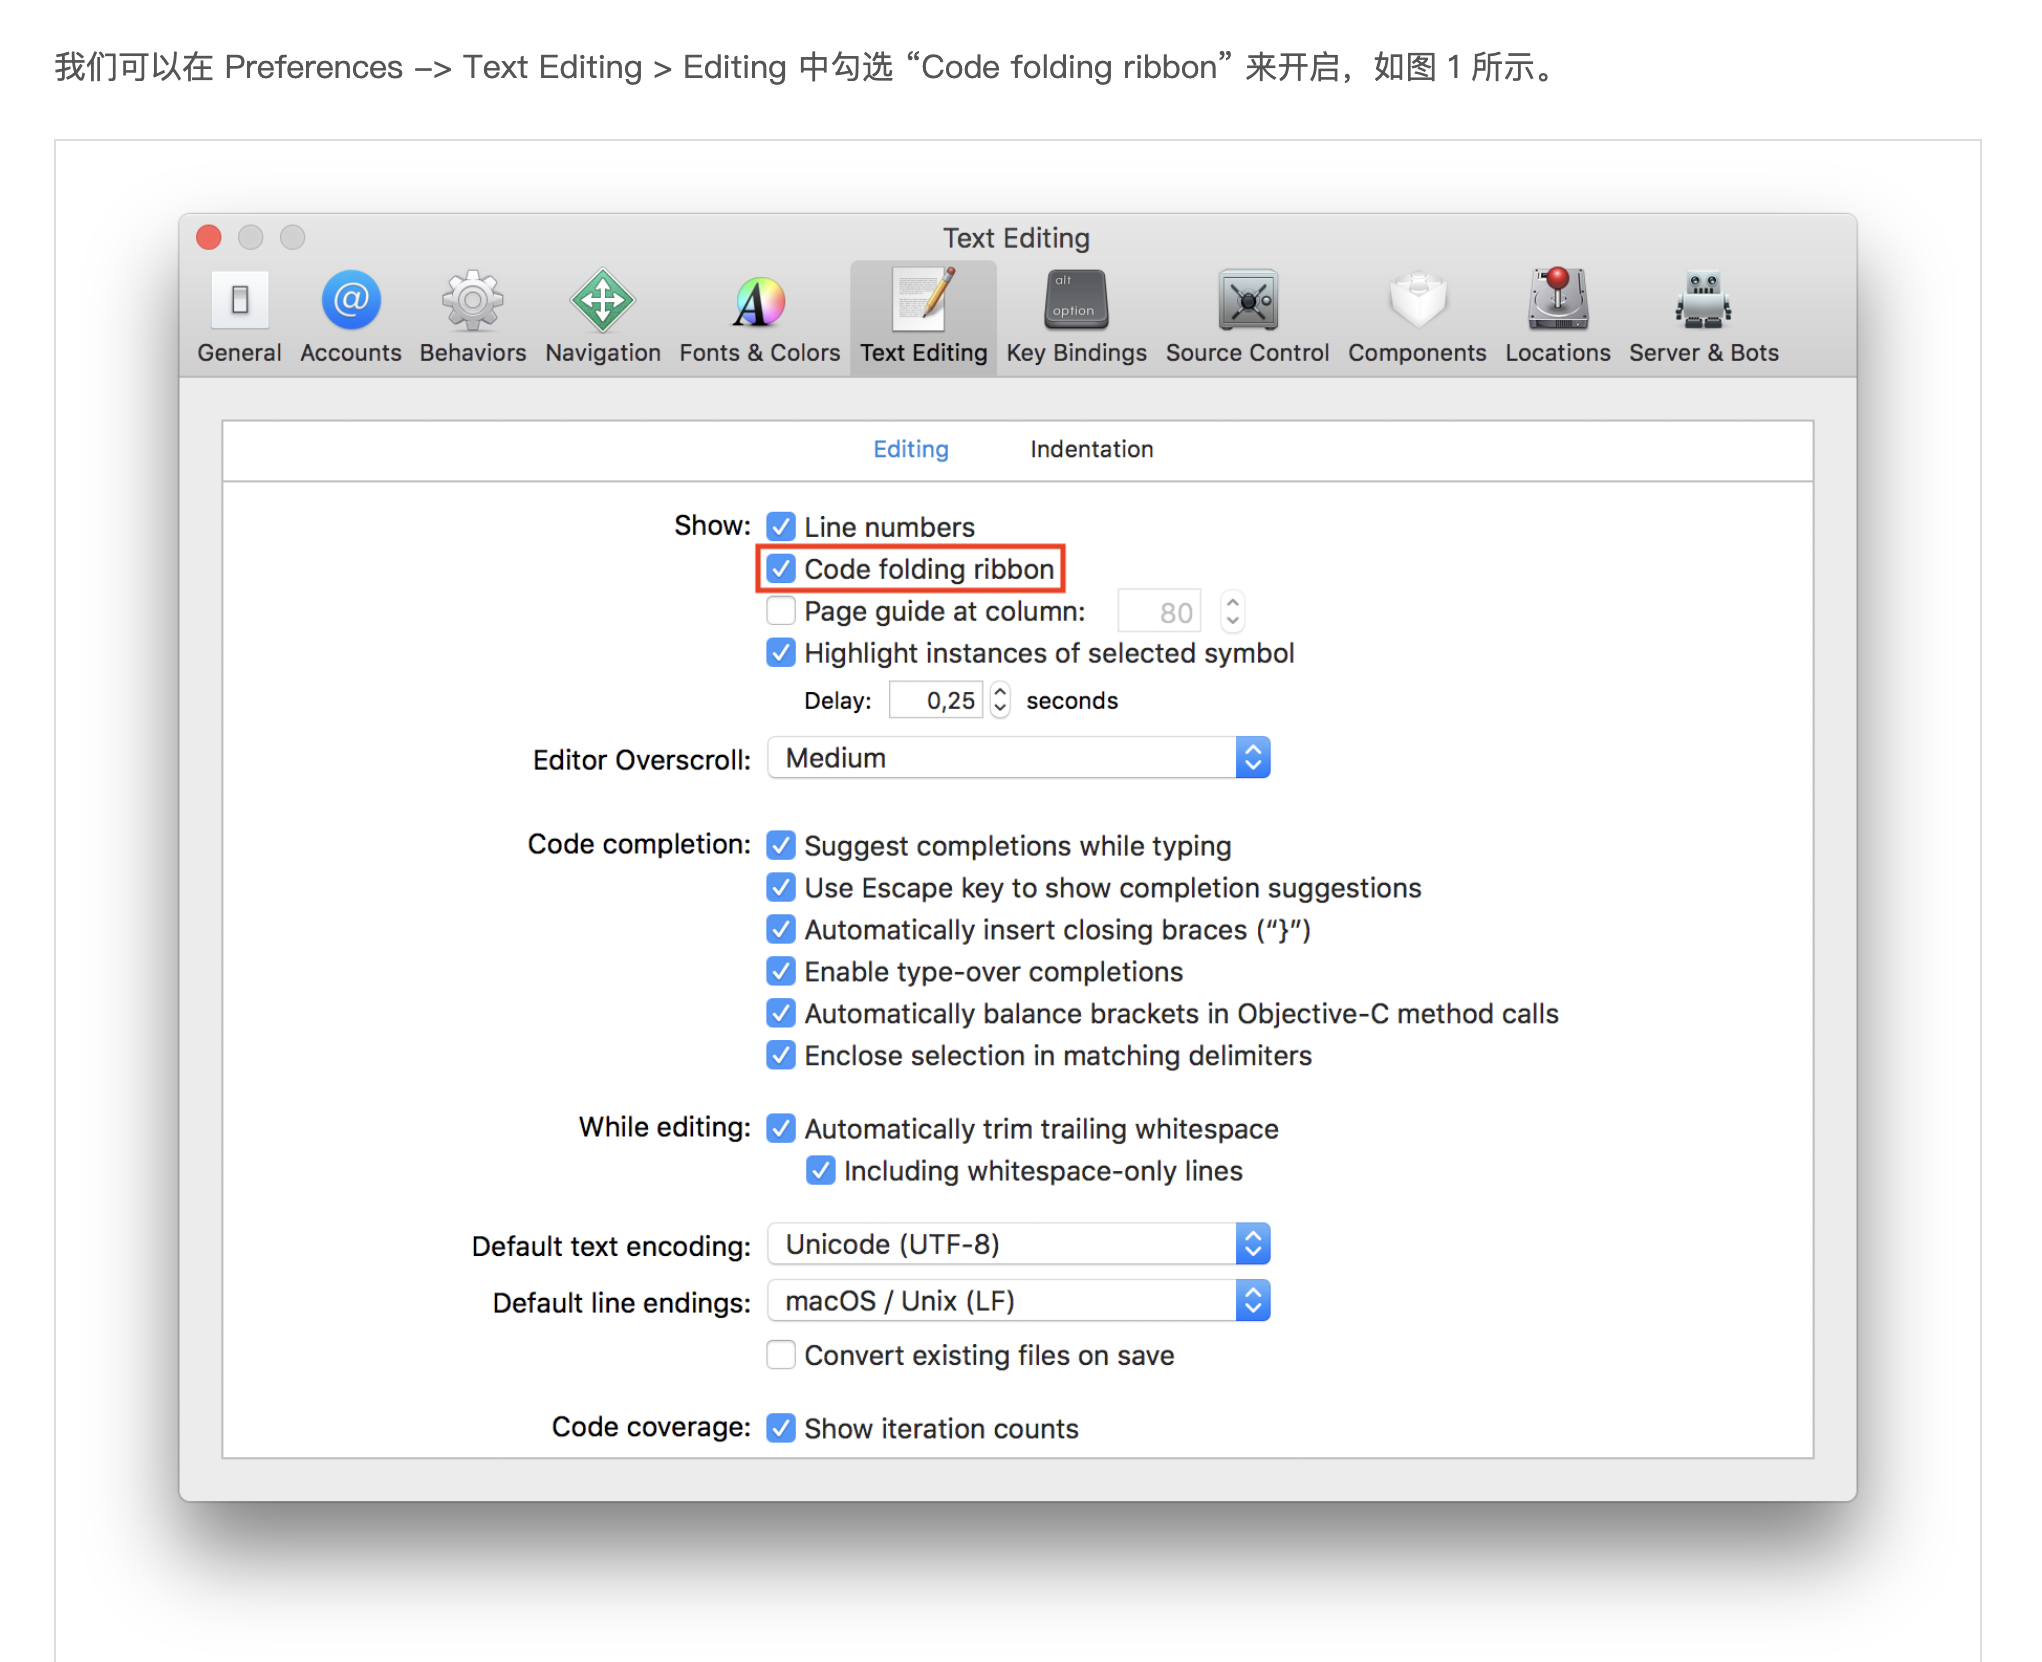 我们可以在 Preferences –> Text Editing > Editing 中勾选 “Code folding ribbon” 来开启，如图 1 所示。
Text Editing
@
A
alt
option
General Accounts Behaviors Navigation Fonts & Colors Text Editing Key Bindings Source Control Components Locations Server & Bots
Editing Indentation
Show: Line numbers
Code folding ribbon
Page guide at column: 80
Highlight instances of selected symbol
Delay: 0,25 seconds
Editor Overscroll: Medium
Code completion: Suggest completions while typing
Use Escape key to show completion suggestions
Automatically insert closing braces (“}”)
Enable type-over completions
Automatically balance brackets in Objective-C method calls
Enclose selection in matching delimiters
While editing: Automatically trim trailing whitespace
Including whitespace-only lines
Default text encoding: Unicode (UTF-8)
Default line endings: macOS / Unix (LF)
Convert existing files on save
Code coverage: Show iteration counts